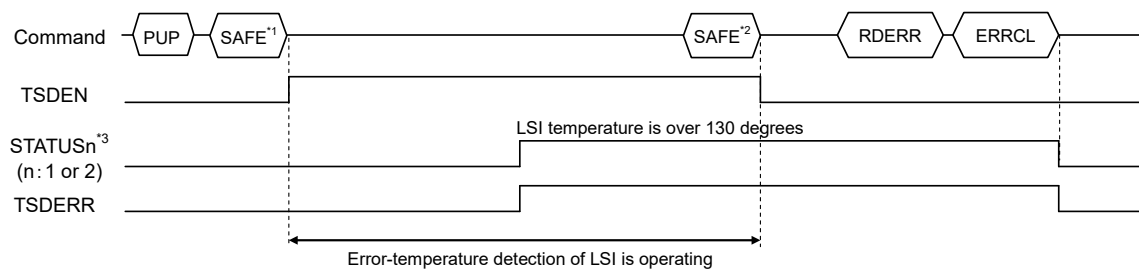 Command PUP SAFE*1 SAFE*2 RDERR ERRCL
TSDEN
LSI temperature is over 130 degrees
STATUSn*3
(n: 1 or 2)
TSDERR
Error-temperature detection of LSI is operating